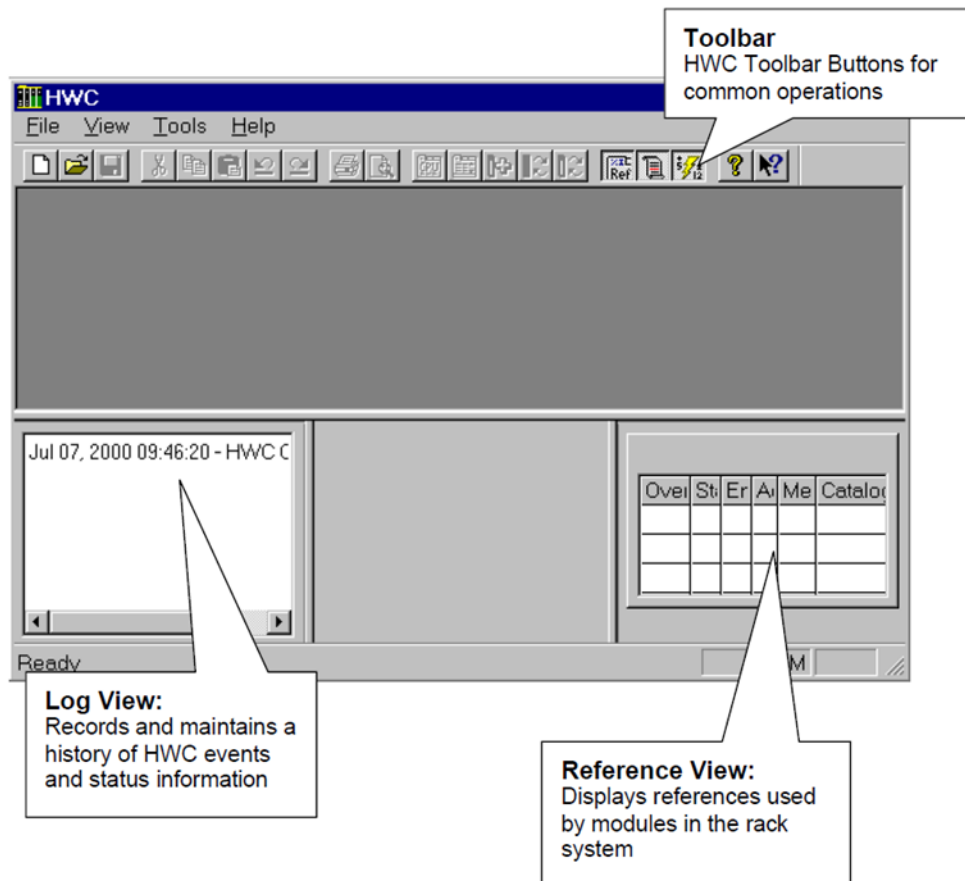 Toolbar
HWC Toolbar Buttons for
common operations
HWC
File View Tools Help
Ref
12
Jul 07, 2000 09:46:20 - HWC C
Over Sta Er A Me Catalog
Ready
M
Log View:
Records and maintains a
history of HWC events
and status information
Reference View:
Displays references used
by modules in the rack
system